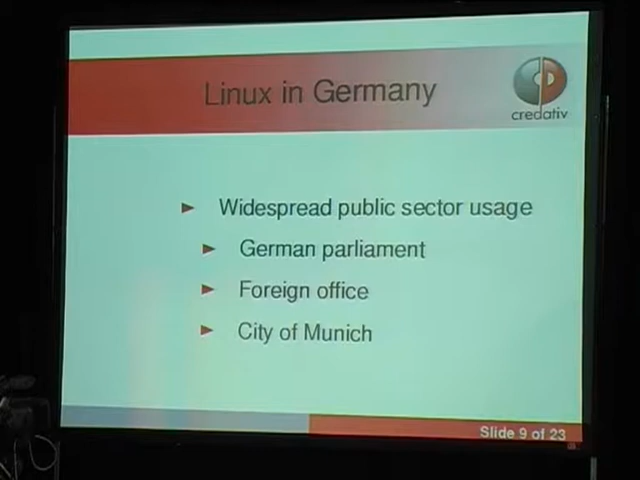 Linux in Germany
credativ
Widespread public sector usage
German parliament
Foreign office
City of Munich
Slide 9 of 23